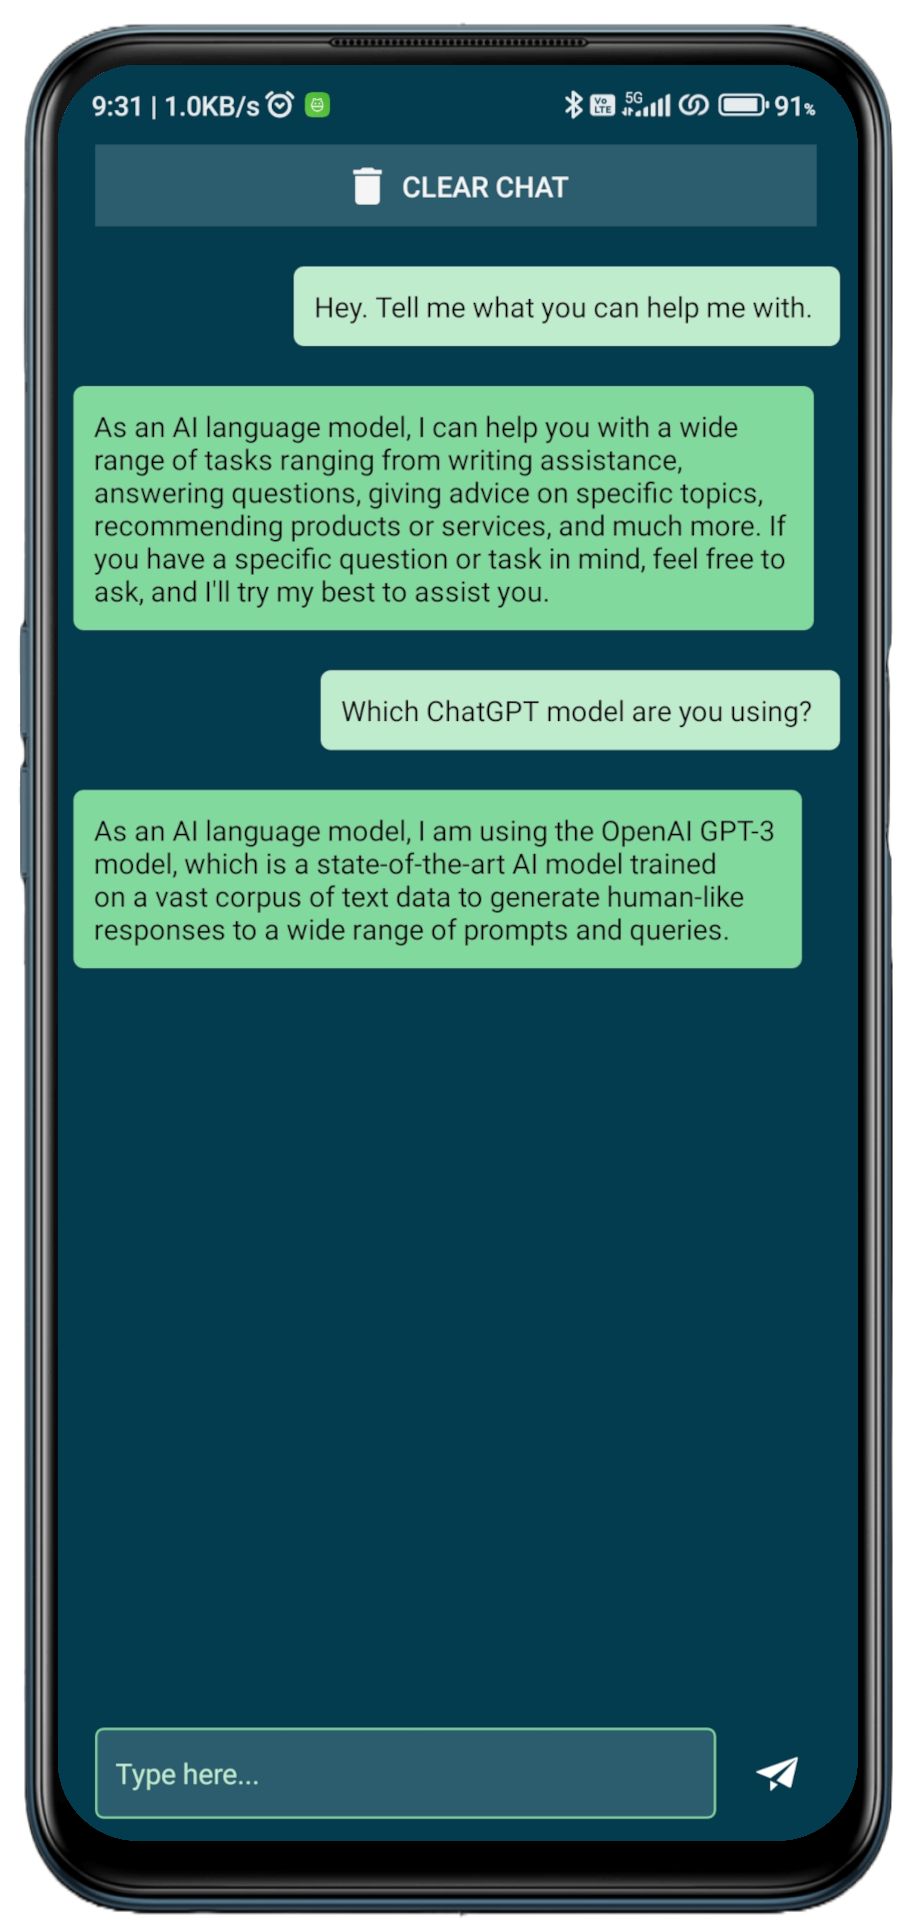 9:31 | 1.0KB/s 5G Vo LTE 91%
CLEAR CHAT
Hey. Tell me what you can help me with.
As an AI language model, I can help you with a wide
range of tasks ranging from writing assistance,
answering questions, giving advice on specific topics,
recommending products or services, and much more. If
you have a specific question or task in mind, feel free to
ask, and I'll try my best to assist you.
Which ChatGPT model are you using?
As an AI language model, I am using the OpenAI GPT-3
model, which is a state-of-the-art AI model trained
on a vast corpus of text data to generate human-like
responses to a wide range of prompts and queries.
Type here...